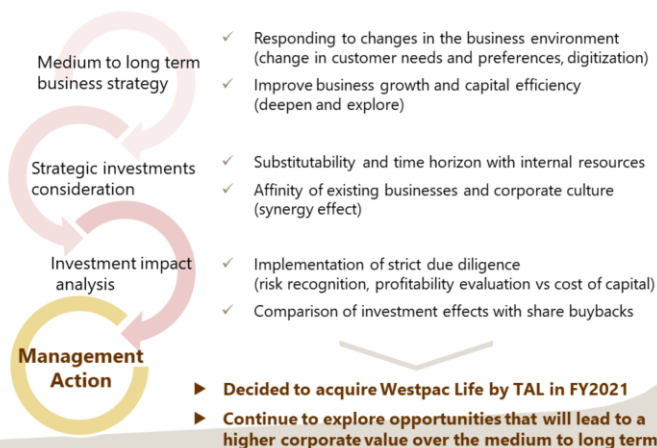 Medium to long term
business strategy
✓ Responding to changes in the business environment
(change in customer needs and preferences, digitization)
✓ Improve business growth and capital efficiency
(deepen and explore)
Strategic investments
consideration
✓ Substitutability and time horizon with internal resources
✓ Affinity of existing businesses and corporate culture
(synergy effect)
Investment impact
analysis
✓ Implementation of strict due diligence
(risk recognition, profitability evaluation vs cost of capital)
✓ Comparison of investment effects with share buybacks
Management
Action
▶ Decided to acquire Westpac Life by TAL in FY2021
▶ Continue to explore opportunities that will lead to a
higher corporate value over the medium to long term